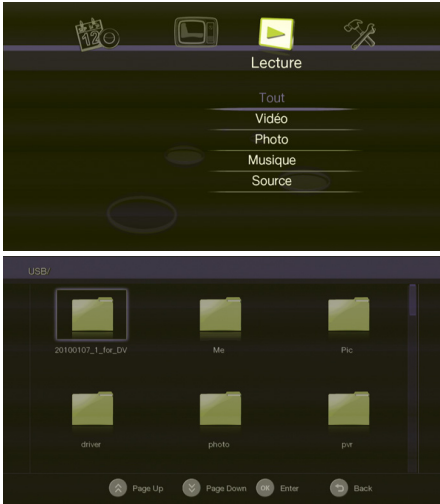 12
Lecture
Tout
Vidéo
Photo
Musique
Source
USB/
20100107_1_for_DV
Me
Pic
driver
photo
pvr
Page Up
Page Down
OK
Enter
Back